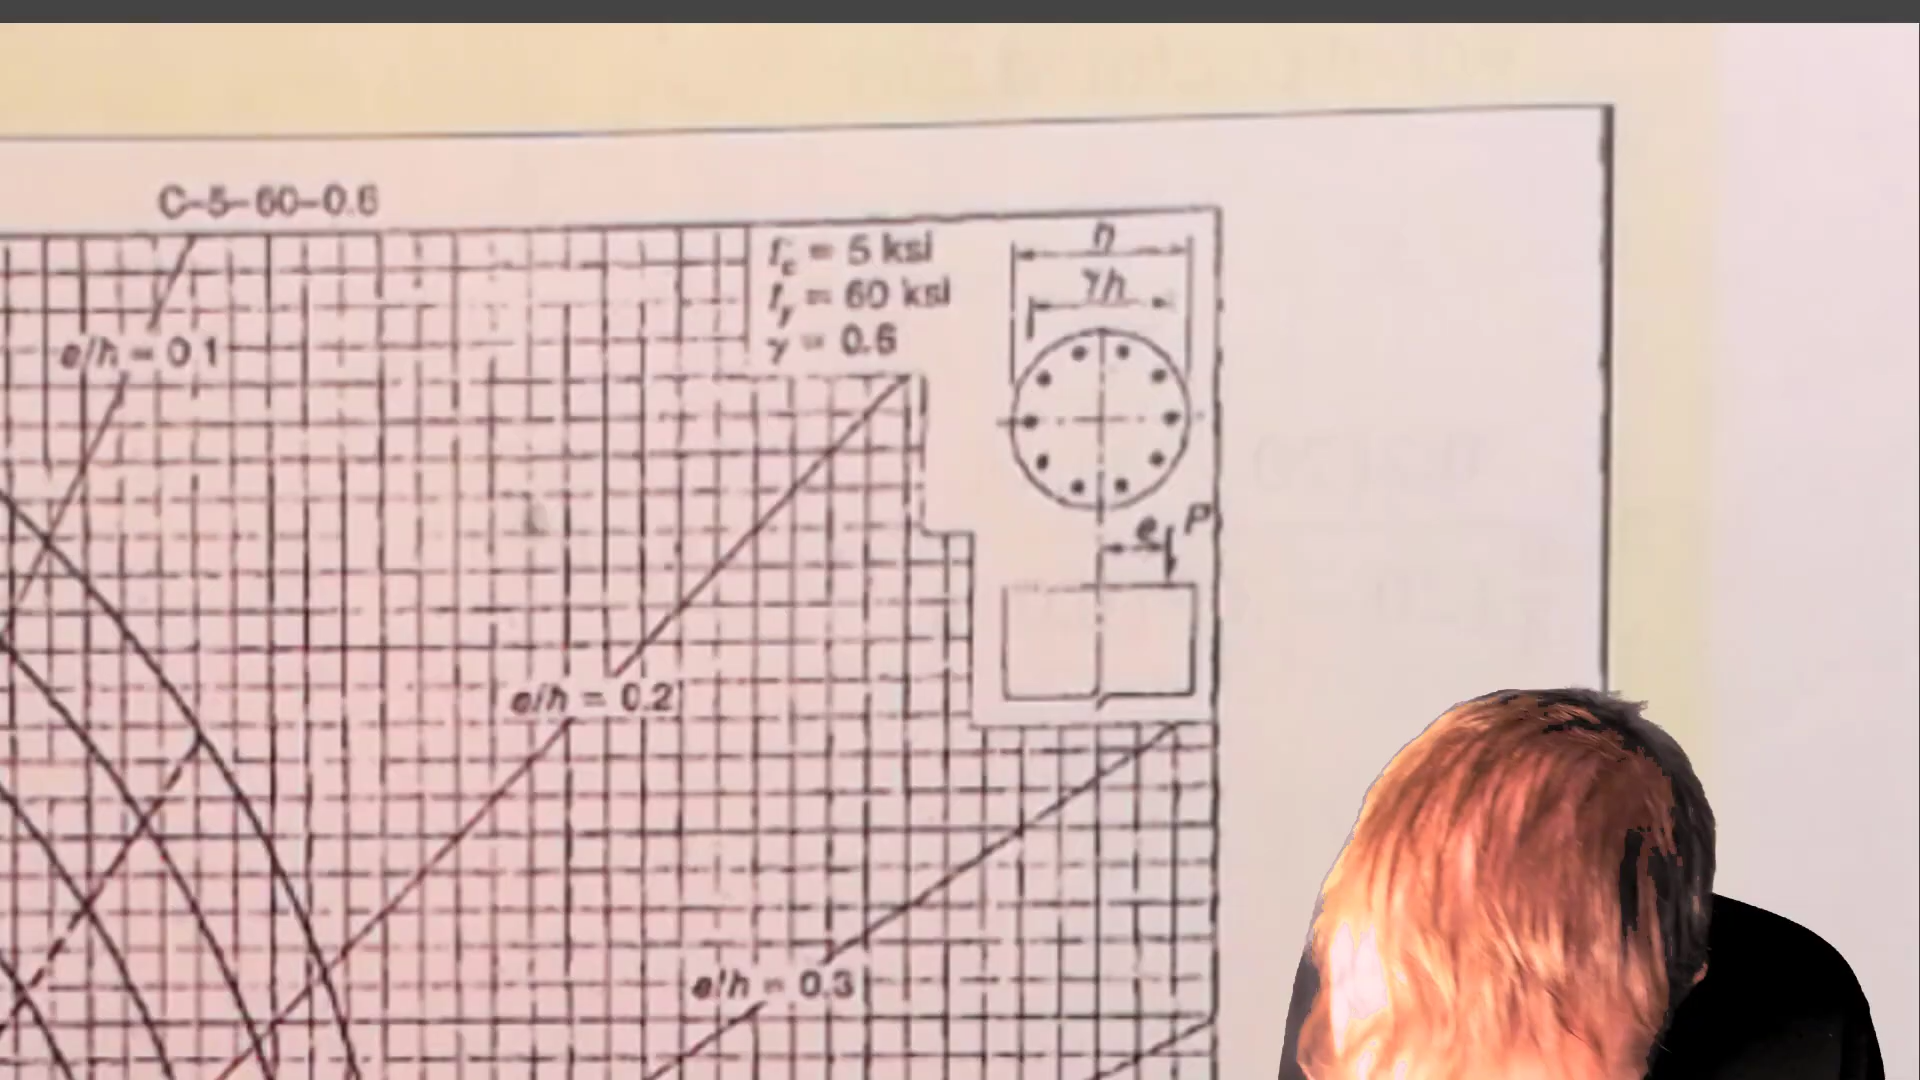 C-5-60-0.6
f'c = 5 ksi
fy = 60 ksi
γ = 0.6
h
γh
e/h = 0.1
e P
e/h = 0.2
e/h = 0.3